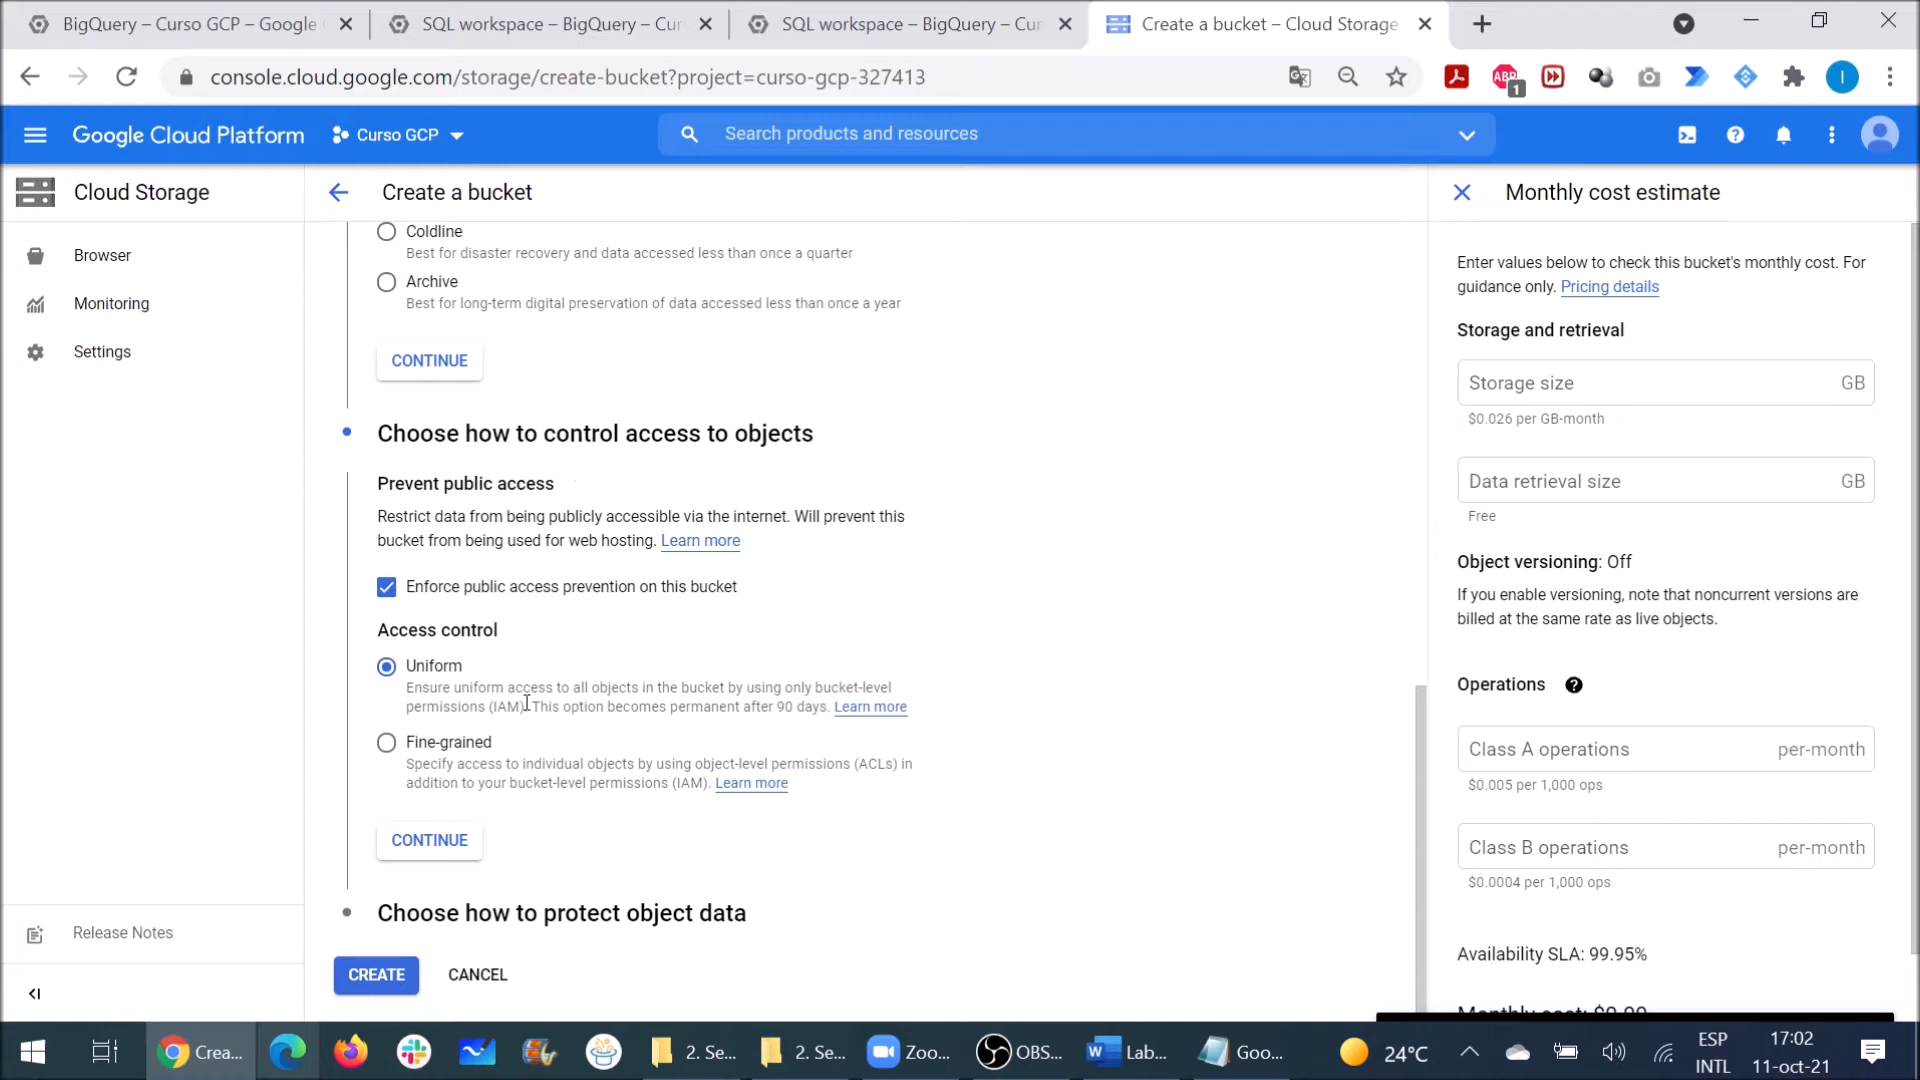 BigQuery – Curso GCP – Google
SQL workspace – BigQuery – Cur
SQL workspace – BigQuery – Cur
Create a bucket – Cloud Storage
console.cloud.google.com/storage/create-bucket?project=curso-gcp-327413
ABP
1
I
Google Cloud Platform
Curso GCP
Search products and resources
Cloud Storage
Create a bucket
Monthly cost estimate
Browser
Monitoring
Settings
Release Notes
Coldline
Best for disaster recovery and data accessed less than once a quarter
Archive
Best for long-term digital preservation of data accessed less than once a year
CONTINUE
Choose how to control access to objects
Prevent public access
Restrict data from being publicly accessible via the internet. Will prevent this
bucket from being used for web hosting. Learn more
Enforce public access prevention on this bucket
Access control
Uniform
Ensure uniform access to all objects in the bucket by using only bucket-level
permissions (IAM). This option becomes permanent after 90 days. Learn more
Fine-grained
Specify access to individual objects by using object-level permissions (ACLs) in
addition to your bucket-level permissions (IAM). Learn more
CONTINUE
Choose how to protect object data
CREATE
CANCEL
Enter values below to check this bucket's monthly cost. For
guidance only. Pricing details
Storage and retrieval
Storage size GB
$0.026 per GB-month
Data retrieval size GB
Free
Object versioning: Off
If you enable versioning, note that noncurrent versions are
billed at the same rate as live objects.
Operations
Class A operations per-month
$0.005 per 1,000 ops
Class B operations per-month
$0.0004 per 1,000 ops
Availability SLA: 99.95%
Monthly cost: $0.00
Crea...
2. Se...
2. Se...
Zoo...
OBS...
Lab...
Goo...
24°C
ESP
INTL
17:02
11-oct-21